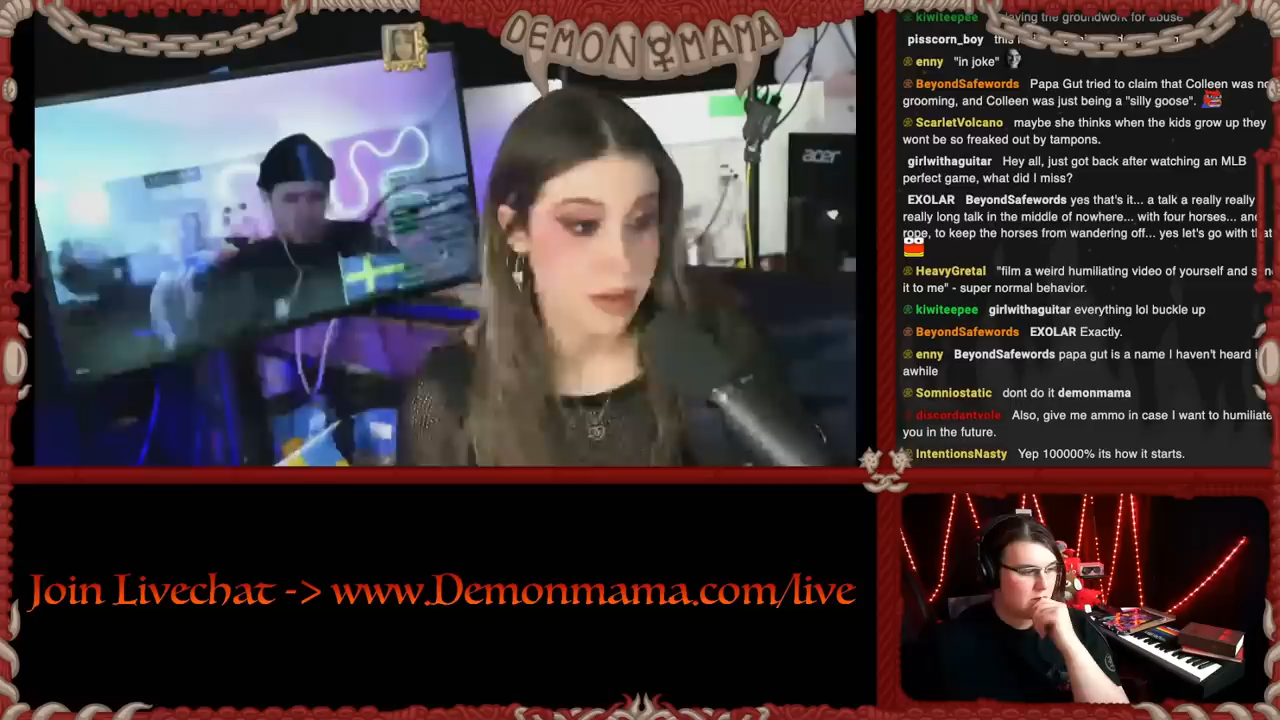 DEMON MAMA
acer
kiwiteepee laying the groundwork for abuse
pisscorn_boy
enny "in joke"
BeyondSafewords Papa Gut tried to claim that Colleen was
grooming, and Colleen was just being a "silly goose".
ScarletVolcano maybe she thinks when the kids grow up they
wont be so freaked out by tampons.
girlwithaguitar Hey all, just got back after watching an MLB
perfect game, what did I miss?
EXOLAR BeyondSafewords yes that's it... a talk a really really
really long talk in the middle of nowhere... with four horses... and
rope, to keep the horses from wandering off... yes let's go with that
HeavyGretal "film a weird humiliating video of yourself and
it to me" - super normal behavior.
kiwiteepee girlwithaguitar everything lol buckle up
BeyondSafewords EXOLAR Exactly.
enny BeyondSafewords papa gut is a name I haven't heard
awhile
Somniostatic dont do it demonmama
discordantvole Also, give me ammo in case I want to humiliate
you in the future.
IntentionsNasty Yep 100000% its how it starts.
Join Livechat -> www.Demonmama.com/live